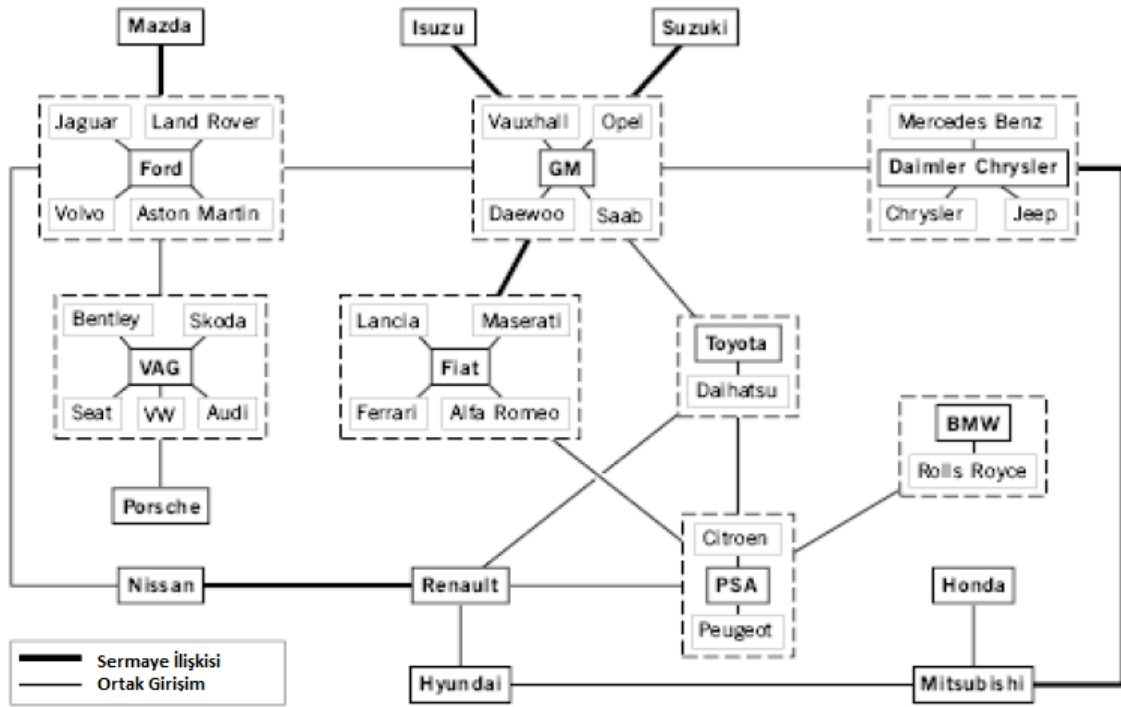 Mazda
Isuzu
Suzuki
Jaguar
Land Rover
Ford
Volvo
Aston Martin
Vauxhall
Opel
GM
Daewoo
Saab
Mercedes Benz
Daimler Chrysler
Chrysler
Jeep
Bentley
Skoda
VAG
Seat
VW
Audi
Lancia
Maserati
Fiat
Ferrari
Alfa Romeo
Toyota
Daihatsu
BMW
Rolls Royce
Porsche
Citroen
PSA
Peugeot
Nissan
Renault
Honda
Hyundai
Mitsubishi
Sermaye İlişkisi
Ortak Girişim